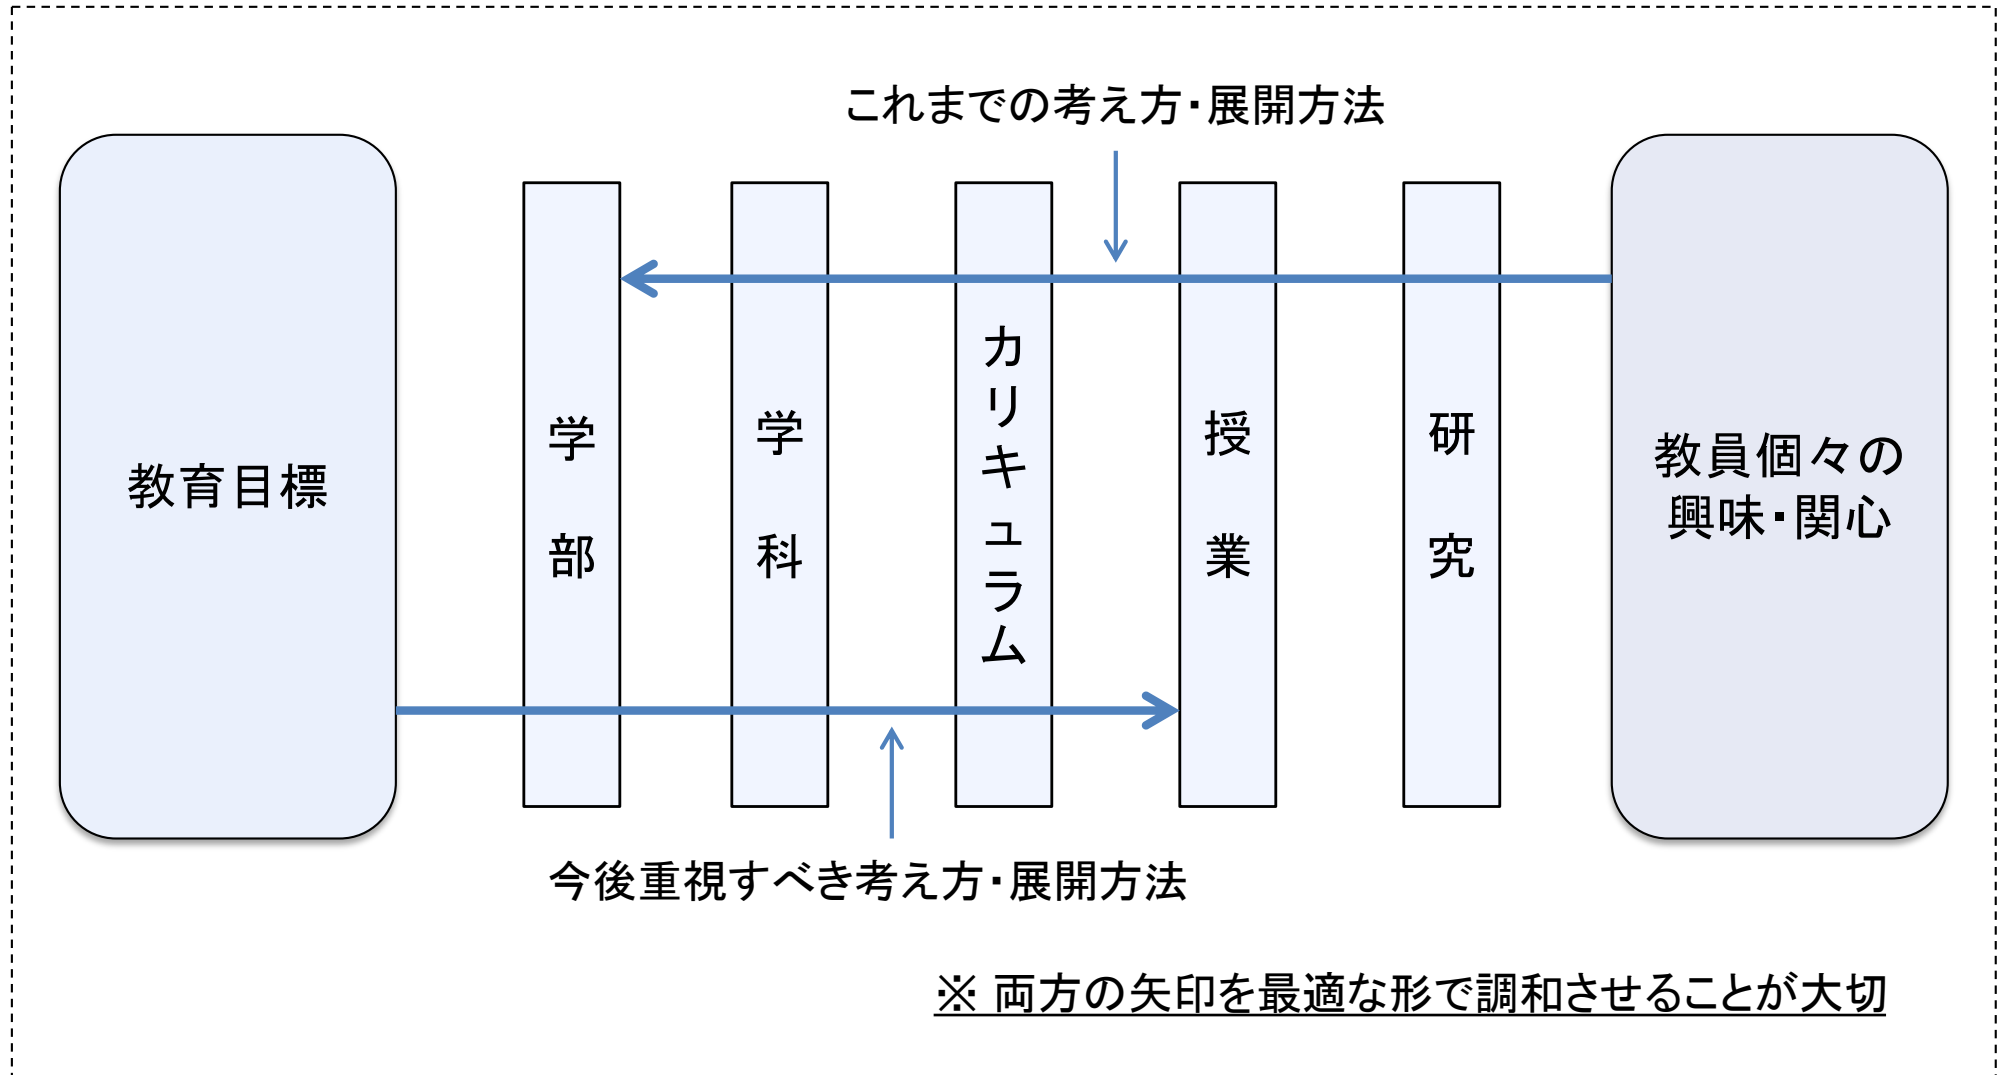 これまでの考え方・展開方法
教育目標
学部
学科
カリキュラム
授業
研究
教員個々の
興味・関心
今後重視すべき考え方・展開方法
※ 両方の矢印を最適な形で調和させることが大切